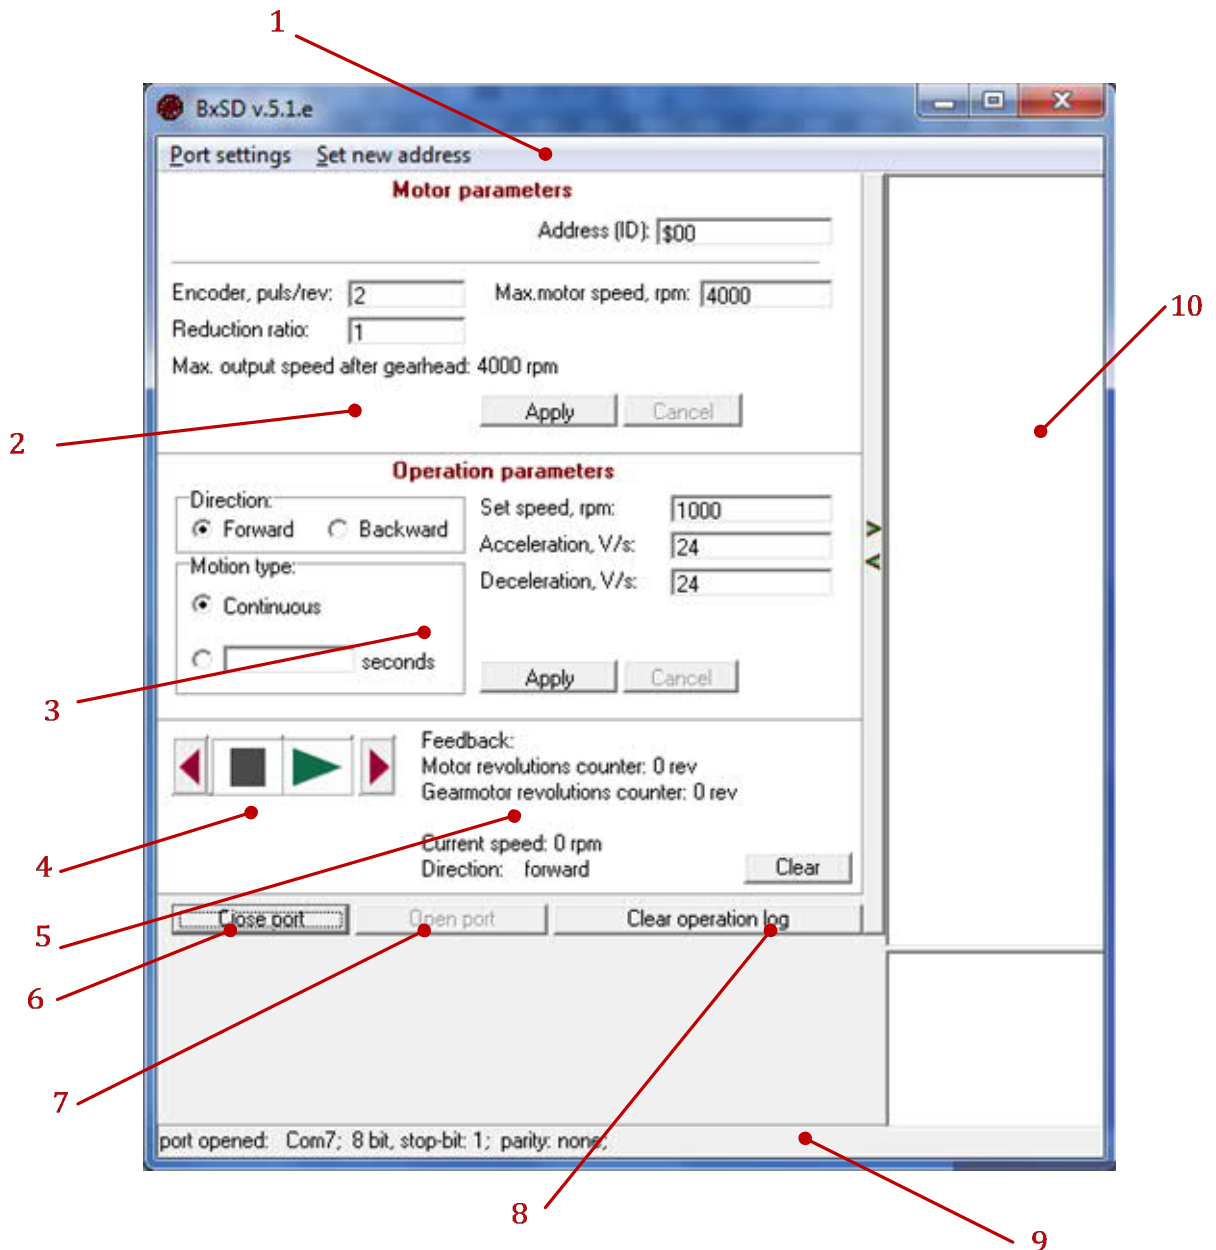 1
BxSD v.5.1.e
Port settings Set new address
Motor parameters
Address (ID): $00
Encoder, puls/rev: 2 Max.motor speed, rpm: 4000
Reduction ratio: 1
10
Max. output speed after gearhead: 4000 rpm
Apply Cancel
2
Operation parameters
Direction: Set speed, rpm: 1000
Forward Backward
Acceleration, V/s: 24
Motion type: Deceleration, V/s: 24
Continuous
seconds
Apply Cancel
3
Feedback:
Motor revolutions counter: 0 rev
Gearmotor revolutions counter: 0 rev
Current speed: 0 rpm
4
Direction: forward Clear
Close port Open port Clear operation log
5
6
7
port opened: Com7; 8 bit, stop-bit: 1; parity: none;
8
9